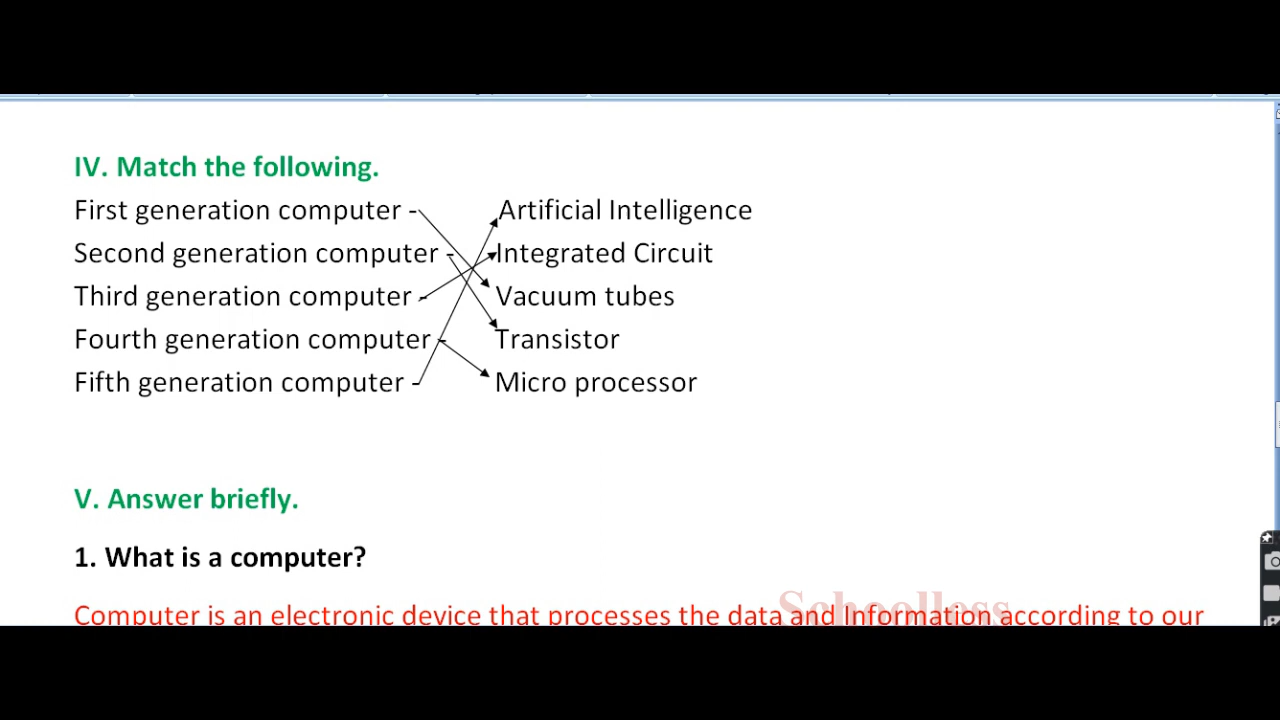 IV. Match the following.
First generation computer - Artificial Intelligence
Second generation computer - Integrated Circuit
Third generation computer - Vacuum tubes
Fourth generation computer - Transistor
Fifth generation computer - Micro processor
V. Answer briefly.
1. What is a computer?
Computer is an electronic device that processes the data and Information according to our